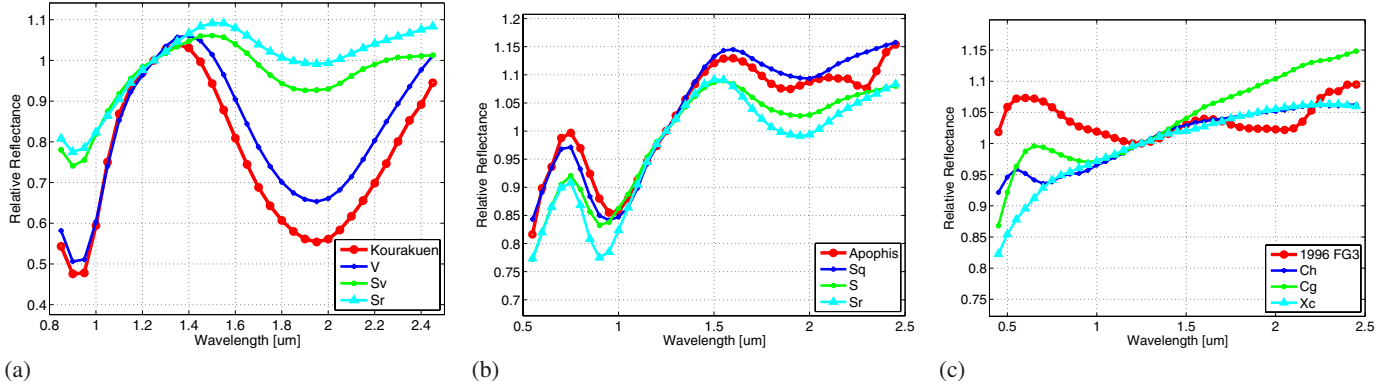 1.1
1
0.9
0.8
0.7
0.6
0.5
0.4
Relative Reflectance
0.8 1 1.2 1.4 1.6 1.8 2 2.2 2.4
Wavelength [um]
Kourakuen
V
Sv
Sr
(a)
1.2
1.15
1.1
1.05
1
0.95
0.9
0.85
0.8
0.75
0.7
Relative Reflectance
0.5 1 1.5 2 2.5
Wavelength [um]
Apophis
Sq
S
Sr
(b)
1.15
1.1
1.05
1
0.95
0.9
0.85
0.8
0.75
Relative Reflectance
0.5 1 1.5 2 2.5
Wavelength [um]
1996 FG3
Ch
Cg
Xc
(c)